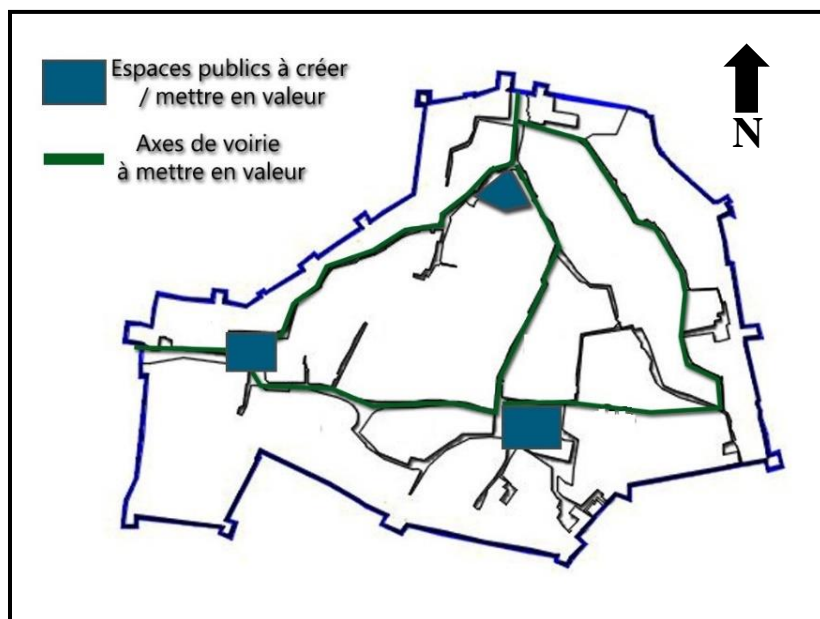 Espaces publics à créer
/ mettre en valeur
Axes de voirie
à mettre en valeur
N